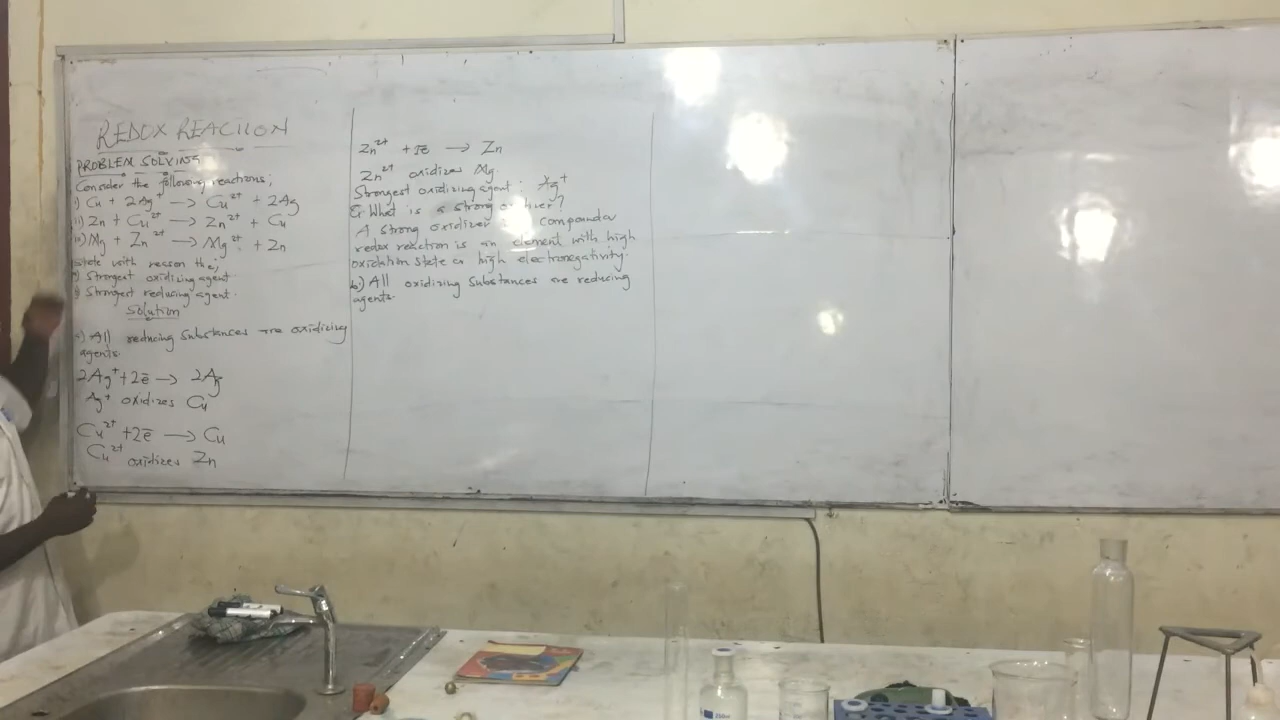 REDOX REACTION
PROBLEM SOLVING
Consider the following reactions;
i) Cu + 2Ag⁺ → Cu²⁺ + 2Ag
ii) Zn + Cu²⁺ → Zn²⁺ + Cu
iii) Mg + Zn²⁺ → Mg²⁺ + Zn
state with reason the;
Strongest oxidizing agent
Strongest reducing agent.
Solution
a) All reducing substances are oxidizing
agents.
2Ag⁺ + 2ē → 2Ag
Ag⁺ oxidizes Cu
Cu²⁺ + 2ē → Cu
Cu²⁺ oxidizes Zn
Zn²⁺ + ē → Zn
Zn²⁺ oxidizes Mg
Strongest oxidizing agent: Ag⁺
What is a strong oxidizer?
A strong oxidizer compound
redox reaction is an element with high
oxidation state or high electronegativity.
b.) All oxidizing substances are reducing
agents.